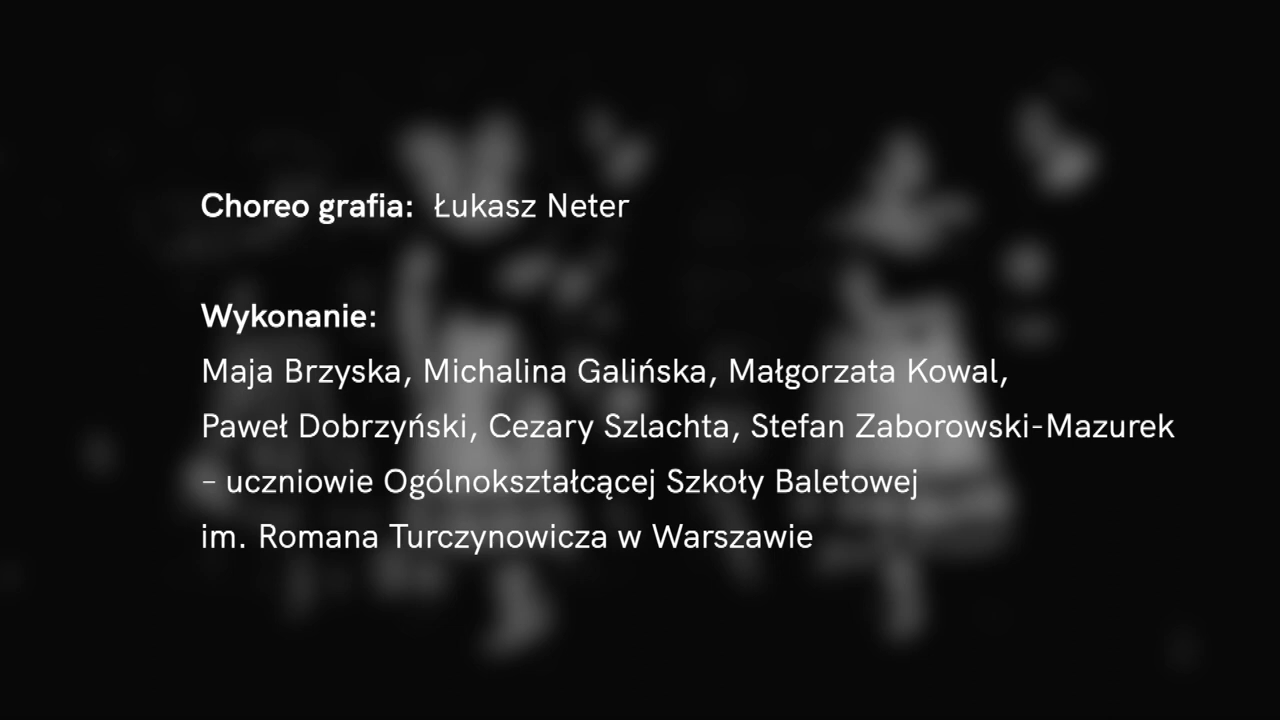 Choreo grafia: Łukasz Neter
Wykonanie:
Maja Brzyska, Michalina Galińska, Małgorzata Kowal,
Paweł Dobrzyński, Cezary Szlachta, Stefan Zaborowski-Mazurek
– uczniowie Ogólnokształcącej Szkoły Baletowej
im. Romana Turczynowicza w Warszawie